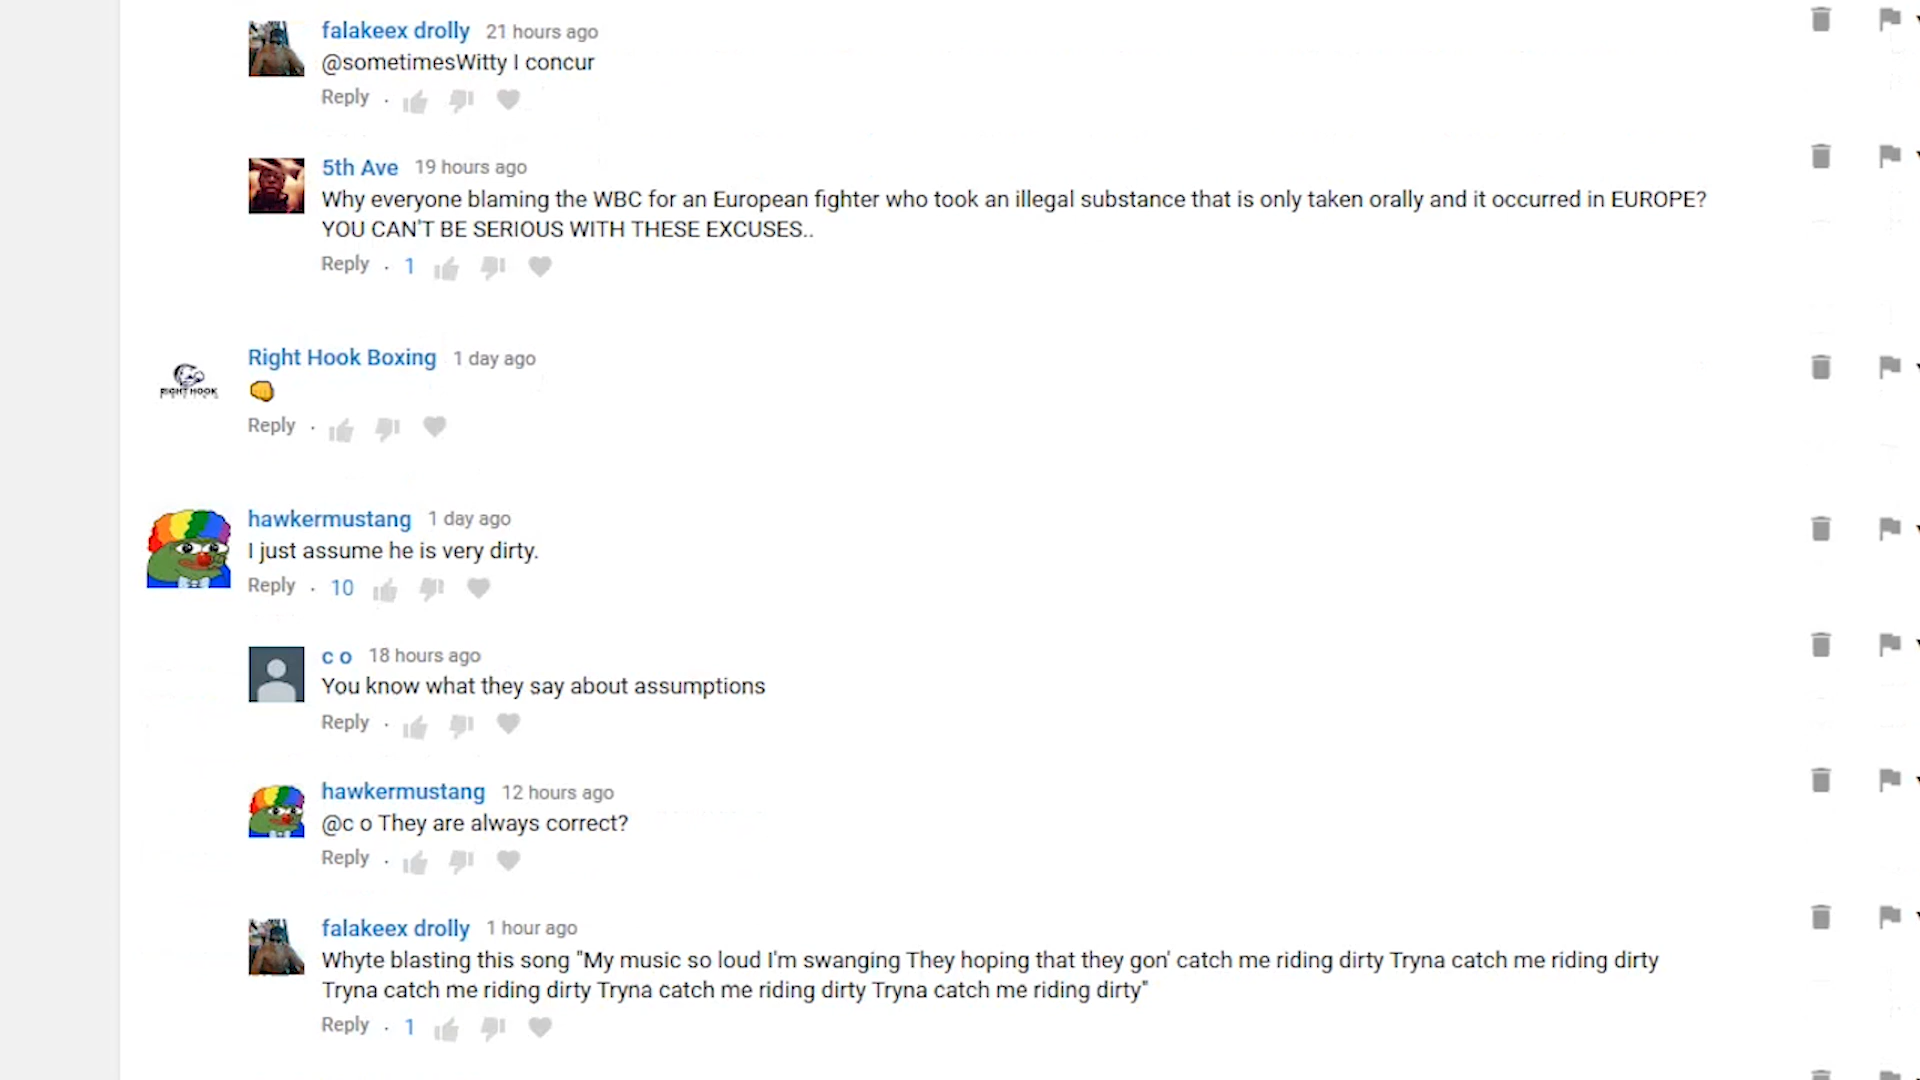 falakeex drolly 21 hours ago
@sometimesWitty I concur
Reply .
5th Ave 19 hours ago
Why everyone blaming the WBC for an European fighter who took an illegal substance that is only taken orally and it occurred in EUROPE?
YOU CAN'T BE SERIOUS WITH THESE EXCUSES..
Reply . 1
Right Hook Boxing 1 day ago
👊
RIGHT HOOK
Reply .
hawkermustang 1 day ago
I just assume he is very dirty.
Reply . 10
c o 18 hours ago
You know what they say about assumptions
Reply .
hawkermustang 12 hours ago
@c o They are always correct?
Reply .
falakeex drolly 1 hour ago
Whyte blasting this song "My music so loud I'm swanging They hoping that they gon' catch me riding dirty Tryna catch me riding dirty
Tryna catch me riding dirty Tryna catch me riding dirty Tryna catch me riding dirty"
Reply . 1